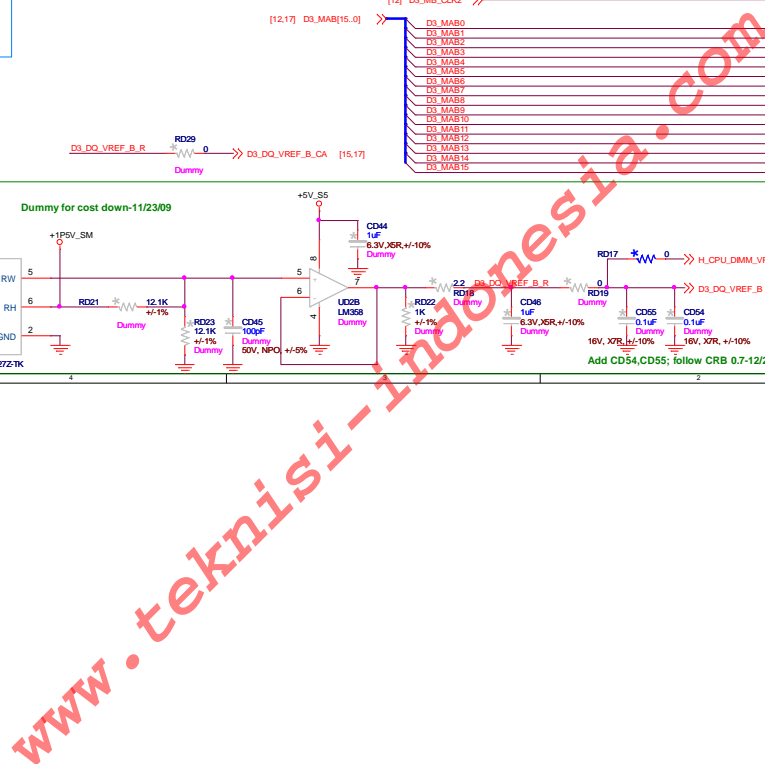 [12] D3_MB_CLK2
[12,17] D3_MAB[15..0]
D3_MAB0
D3_MAB1
D3_MAB2
D3_MAB3
D3_MAB4
D3_MAB5
D3_MAB6
D3_MAB7
D3_MAB8
D3_MAB9
D3_MAB10
D3_MAB11
D3_MAB12
D3_MAB13
D3_MAB14
D3_MAB15
RD29
D3_DQ_VREF_B_R
0
D3_DQ_VREF_B_CA [15,17]
Dummy
Dummy for cost down-11/23/09
+5V_S5
+1P5V_SM
CD44
1uF
6.3V,X5R,+/-10%
Dummy
RW
5
RH
6
GND
2
27Z-TK
RD21
12.1K
+/-1%
Dummy
RD23
12.1K
+/-1%
Dummy
CD45
100pF
Dummy
50V, NPO, +/-5%
8
5
6
7
4
+
-
UD2B
LM358
Dummy
RD22
1K
+/-1%
Dummy
2.2
RD18
Dummy
D3_DQ_VREF_B_R
CD46
1uF
6.3V,X5R,+/-10%
Dummy
RD17
0
H_CPU_DIMM_VR
0
RD19
Dummy
D3_DQ_VREF_B
CD55
0.1uF
Dummy
16V, X7R, +/-10%
CD54
0.1uF
Dummy
16V, X7R, +/-10%
Add CD54,CD55; follow CRB 0.7-12/2
4
3
2
www.teknisi-indonesia.com